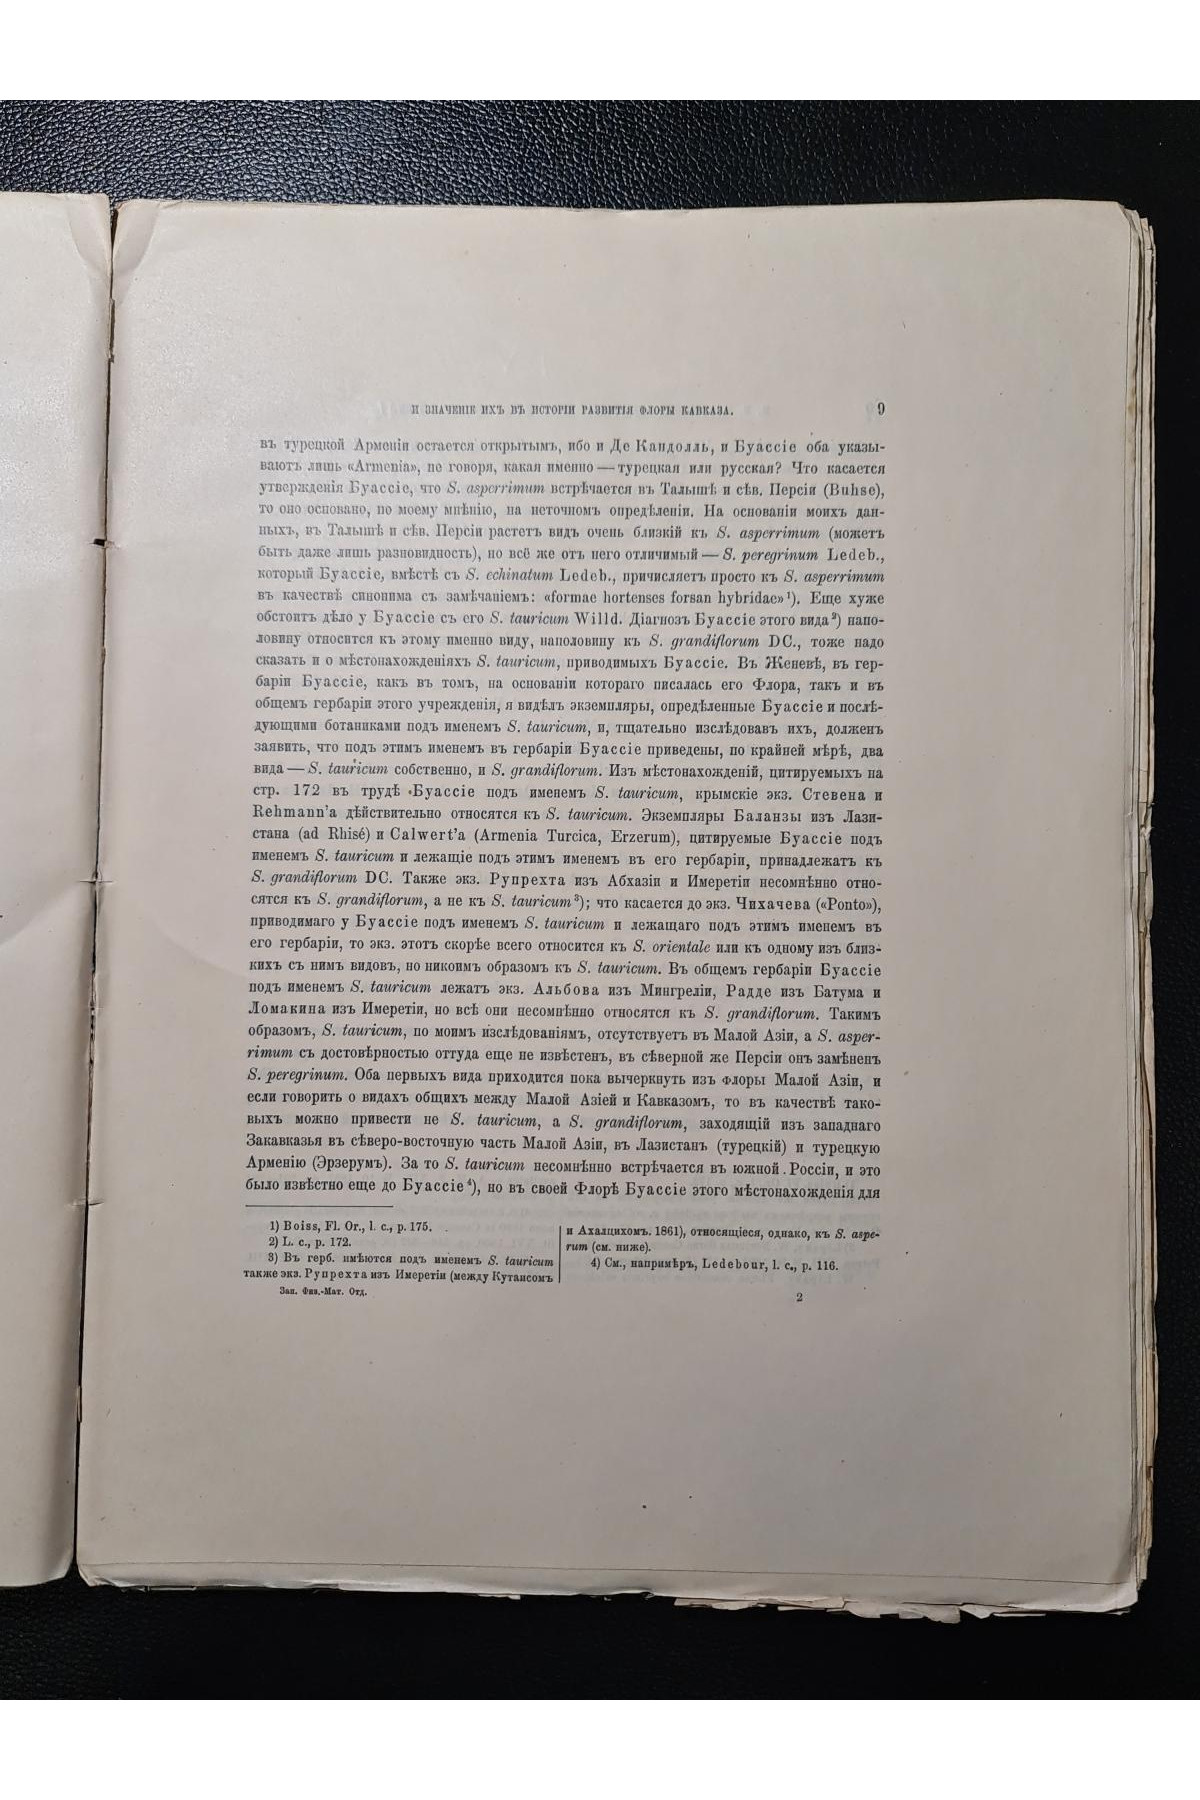 И ЗНАЧЕНІЕ ИХЪ ВЪ ИСТОРІИ РАЗВИТІЯ ФЛОРЫ КАВКАЗА. 9
въ турецкой Арменіи остается открытымъ, ибо и Де Кандолль, и Буассіе оба указы-
ваютъ лишь «Armenia», не говоря, какая именно — турецкая или русская? Что касается
утвержденія Буассіе, что S. asperrimum встрѣчается въ Талышѣ и сѣв. Персіи (Buhse),
то оно основано, по моему мнѣнію, на неточномъ опредѣленіи. На основаніи моихъ дан-
ныхъ, въ Талышѣ и сѣв. Персіи растетъ видъ очень близкій къ S. asperrimum (можетъ
быть даже лишь разновидность), но всё же отъ него отличимый — S. peregrinum Ledeb.,
который Буассіе, вмѣстѣ съ S. echinatum Ledeb., причисляетъ просто къ S. asperrimum
въ качествѣ синонима съ замѣчаніемъ: «formae hortenses forsan hybridae» 1). Еще хуже
обстоитъ дѣло у Буассіе съ его S. tauricum Willd. Діагнозъ Буассіе этого вида 2) напо-
ловину относится къ этому именно виду, наполовину къ S. grandiflorum DC., тоже надо
сказать и о мѣстонахожденіяхъ S. tauricum, приводимыхъ Буассіе. Въ Женевѣ, въ гер-
баріи Буассіе, какъ въ томъ, на основаніи котораго писалась его Флора, такъ и въ
общемъ гербаріи этого учрежденія, я видѣлъ экземпляры, опредѣленные Буассіе и послѣ-
дующими ботаниками подъ именемъ S. tauricum, и, тщательно изслѣдовавъ ихъ, долженъ
заявить, что подъ этимъ именемъ въ гербаріи Буассіе приведены, по крайней мѣрѣ, два
вида — S. tauricum собственно, и S. grandiflorum. Изъ мѣстонахожденій, цитируемыхъ на
стр. 172 въ трудѣ Буассіе подъ именемъ S. tauricum, крымскіе экз. Стевена и
Rehmann'a дѣйствительно относятся къ S. tauricum. Экземпляры Баланзы изъ Лази-
стана (ad Rhisé) и Calwert'a (Armenia Turcica, Erzerum), цитируемые Буассіе подъ
именемъ S. tauricum и лежащіе подъ этимъ именемъ въ его гербаріи, принадлежатъ къ
S. grandiflorum DC. Также экз. Рупрехта изъ Абхазіи и Имеретіи несомнѣнно отно-
сятся къ S. grandiflorum, а не къ S. tauricum 3); что касается до экз. Чихачева («Ponto»),
приводимаго у Буассіе подъ именемъ S. tauricum и лежащаго подъ этимъ именемъ въ
его гербаріи, то экз. этотъ скорѣе всего относится къ S. orientale или къ одному изъ близ-
кихъ съ нимъ видовъ, но никоимъ образомъ къ S. tauricum. Въ общемъ гербаріи Буассіе
подъ именемъ S. tauricum лежатъ экз. Альбова изъ Мингреліи, Радде изъ Батума и
Ломакина изъ Имеретіи, но всѣ они несомнѣнно относятся къ S. grandiflorum. Такимъ
образомъ, S. tauricum, по моимъ изслѣдованіямъ, отсутствуетъ въ Малой Азіи, а S. asper-
rimum съ достовѣрностью оттуда еще не извѣстенъ, въ сѣверной же Персіи онъ замѣненъ
S. peregrinum. Оба первыхъ вида приходится пока вычеркнуть изъ флоры Малой Азіи, и
если говорить о видахъ общихъ между Малой Азіей и Кавказомъ, то въ качествѣ тако-
выхъ можно привести не S. tauricum, а S. grandiflorum, заходящій изъ западнаго
Закавказья въ сѣверо-восточную часть Малой Азіи, въ Лазистанъ (турецкій) и турецкую
Арменію (Эрзерумъ). За то S. tauricum несомнѣнно встрѣчается въ южной Россіи, и это
было извѣстно еще до Буассіе 4), но въ своей Флорѣ Буассіе этого мѣстонахожденія для
1) Boiss, Fl. Or., l. c., p. 175.
2) L. c., p. 172.
3) Въ герб. имѣются подъ именемъ S. tauricum
также экз. Рупрехта изъ Имеретіи (между Кутаисомъ
и Ахалцихомъ. 1861), относящіеся, однако, къ S. aspe-
rum (см. ниже).
4) См., напримѣръ, Ledebour, l. c., p. 116.
Зап. Физ.-Мат. Отд. 2